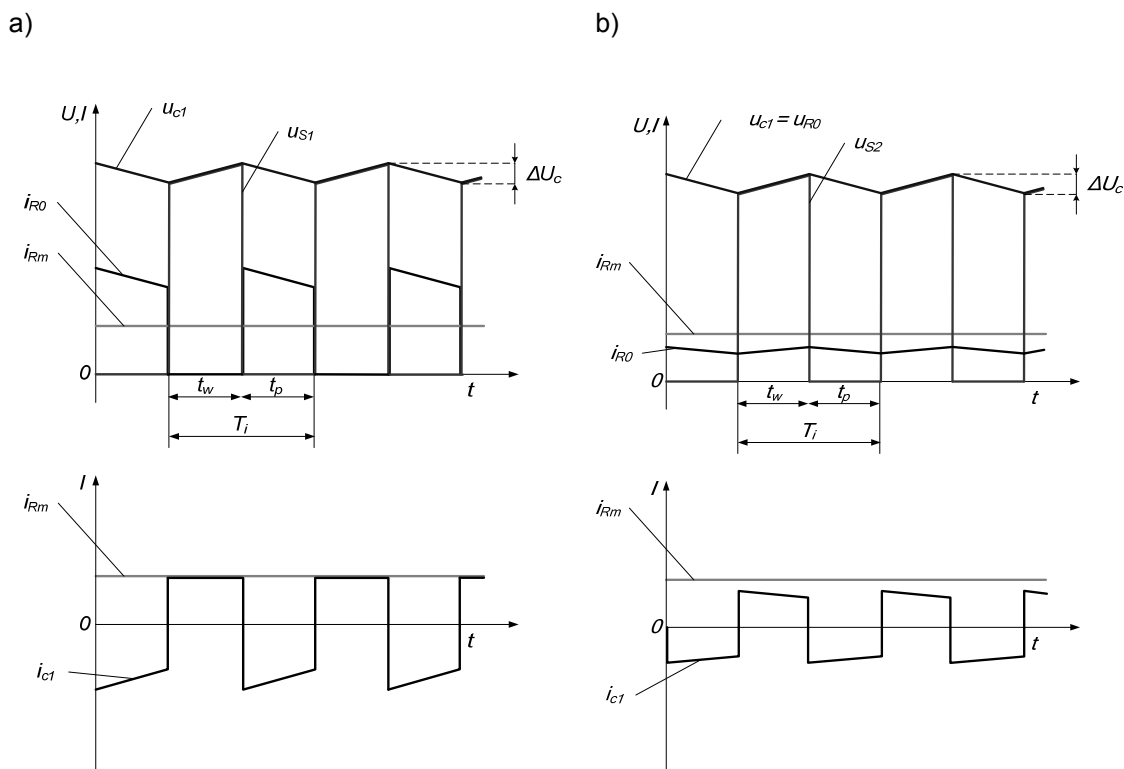 a)
U,I
u_c1
u_S1
ΔU_c
i_R0
i_Rm
0
t_w
t_p
t
T_i
I
i_Rm
0
t
i_c1
b)
U,I
u_c1 = u_R0
u_S2
ΔU_c
i_Rm
i_R0
0
t_w
t_p
t
T_i
I
i_Rm
0
t
i_c1